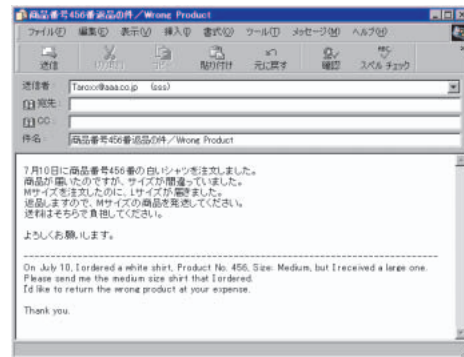 商品番号456番返品の件／Wrong Product
ファイル(F) 編集(E) 表示(V) 挿入(I) 書式(O) ツール(T) メッセージ(M) ヘルプ(H)
送信 切り取り コピー 貼り付け 元に戻す 確認 スペル チェック
送信者： Taroxr@aaa.co.jp (sss)
宛先：
CC：
件名： 商品番号456番返品の件／Wrong Product
7月10日に商品番号456番の白いシャツを注文しました。
商品が届いたのですが、サイズが間違っていました。
Mサイズを注文したのに、Lサイズが届きました。
返品しますので、Mサイズの商品を発送してください。
送料はそちらで負担してください。
よろしくお願いします。
On July 10, I ordered a white shirt, Product No. 456, Size: Medium, but I received a large one.
Please send me the medium size shirt that I ordered.
I'd like to return the wrong product at your expense.
Thank you.